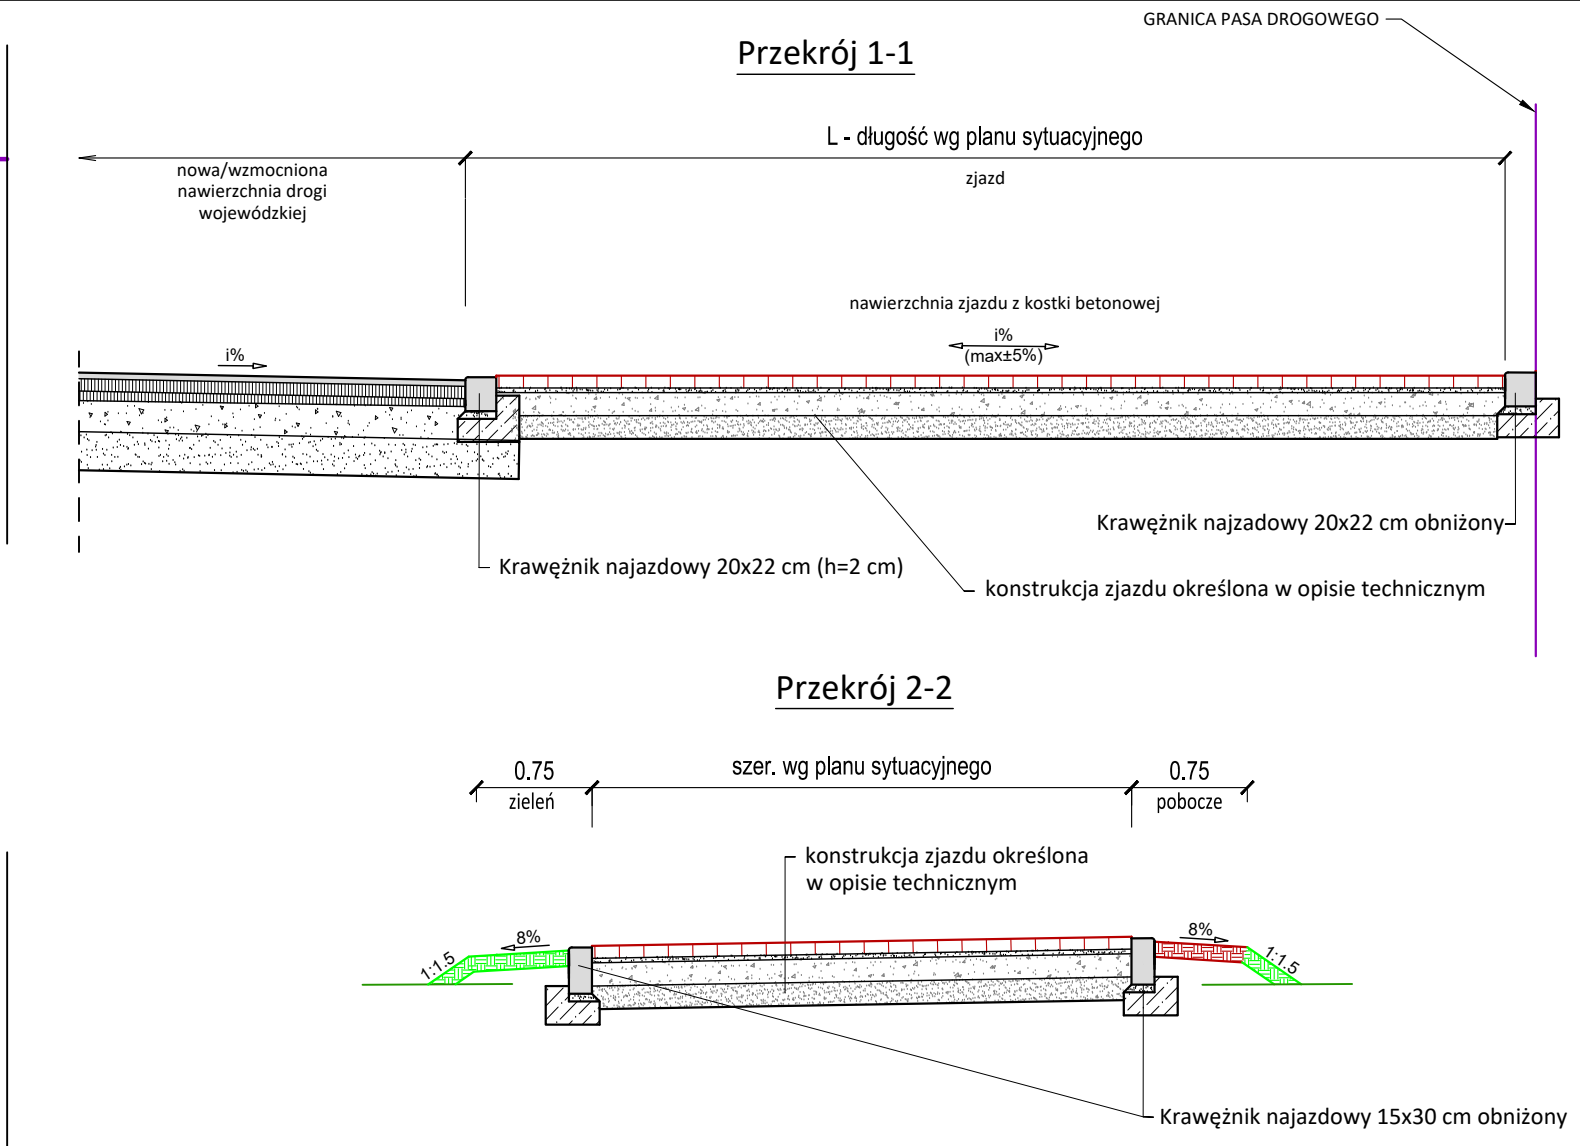 GRANICA PASA DROGOWEGO
Przekrój 1-1
L - długość wg planu sytuacyjnego
nowa/wzmocniona
nawierzchnia drogi
wojewódzkiej
zjazd
nawierzchnia zjazdu z kostki betonowej
i%
i%
(max±5%)
Krawężnik najzadowy 20x22 cm obniżony
Krawężnik najazdowy 20x22 cm (h=2 cm)
konstrukcja zjazdu określona w opisie technicznym
Przekrój 2-2
0.75
zieleń
szer. wg planu sytuacyjnego
0.75
pobocze
konstrukcja zjazdu określona
w opisie technicznym
1:1.5
8%
8%
1:1.5
Krawężnik najazdowy 15x30 cm obniżony